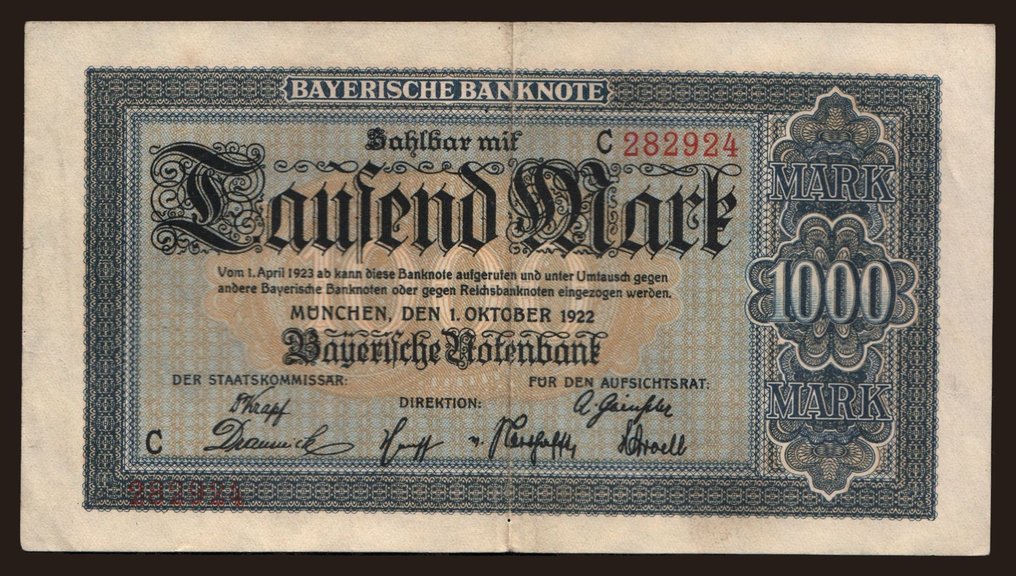 BAYERISCHE BANKNOTE
Zahlbar mit
C 282924
Tausend Mark
Vom 1. April 1923 ab kann diese Banknote aufgerufen und unter Umtausch gegen
andere Bayerische Banknoten oder gegen Reichsbanknoten eingezogen werden.
MÜNCHEN, DEN 1. OKTOBER 1922
Bayerische Notenbank
DER STAATSKOMMISSAR:
FÜR DEN AUFSICHTSRAT:
DIREKTION:
C
282924
MARK
1000
MARK